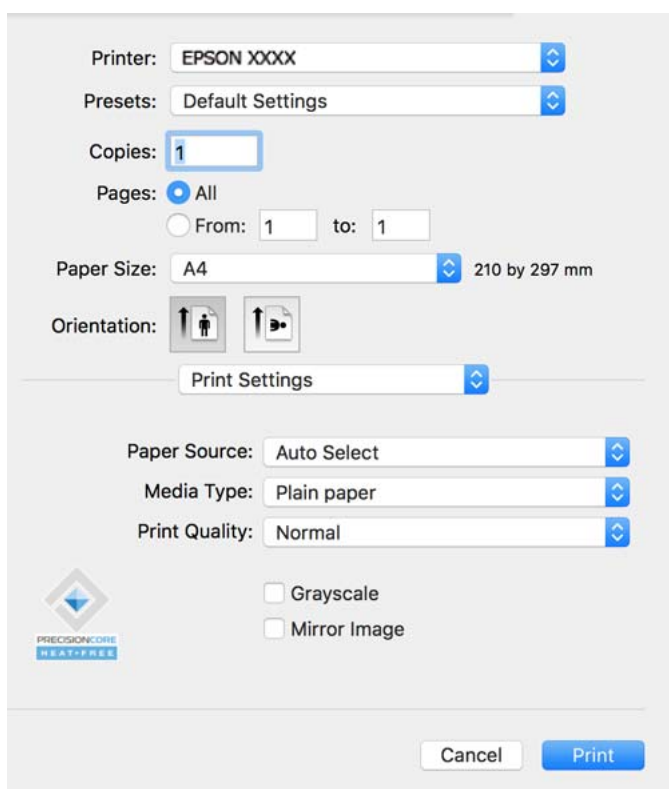 Printer: EPSON XXXX
Presets: Default Settings
Copies: 1
Pages: All
From: 1 to: 1
Paper Size: A4 210 by 297 mm
Orientation:
Print Settings
Paper Source: Auto Select
Media Type: Plain paper
Print Quality: Normal
Grayscale
Mirror Image
PRECISIONCORE
HEAT-FREE
Cancel Print